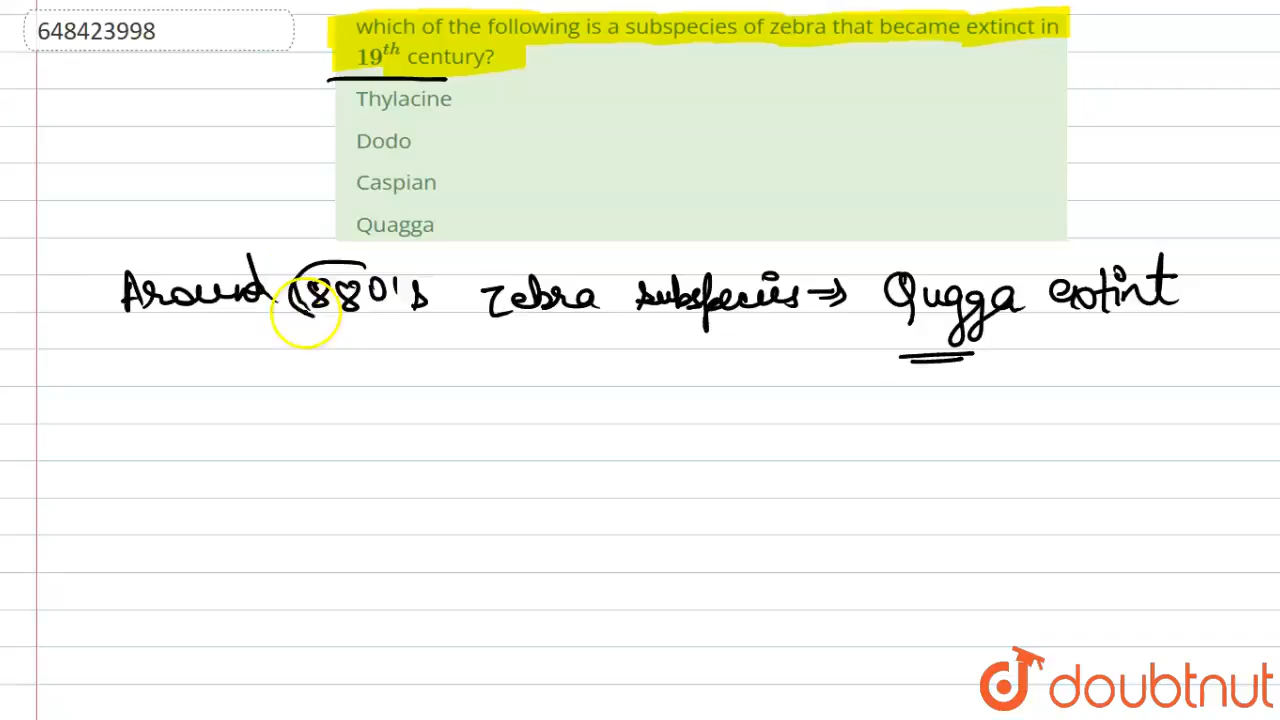 648423998
which of the following is a subspecies of zebra that became extinct in
19th century?
Thylacine
Dodo
Caspian
Quagga
Around 1880's zebra subspecies → Qugga extint
doubtnut